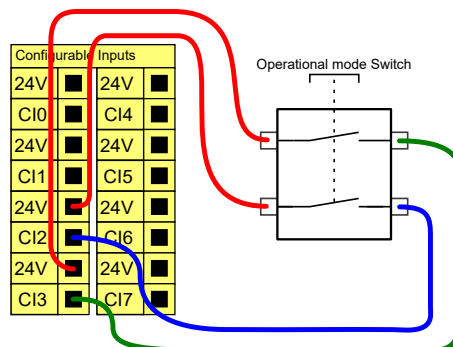 Configurable Inputs
Operational mode Switch
24V 24V
CI0 CI4
24V 24V
CI1 CI5
24V 24V
CI2 CI6
24V 24V
CI3 CI7